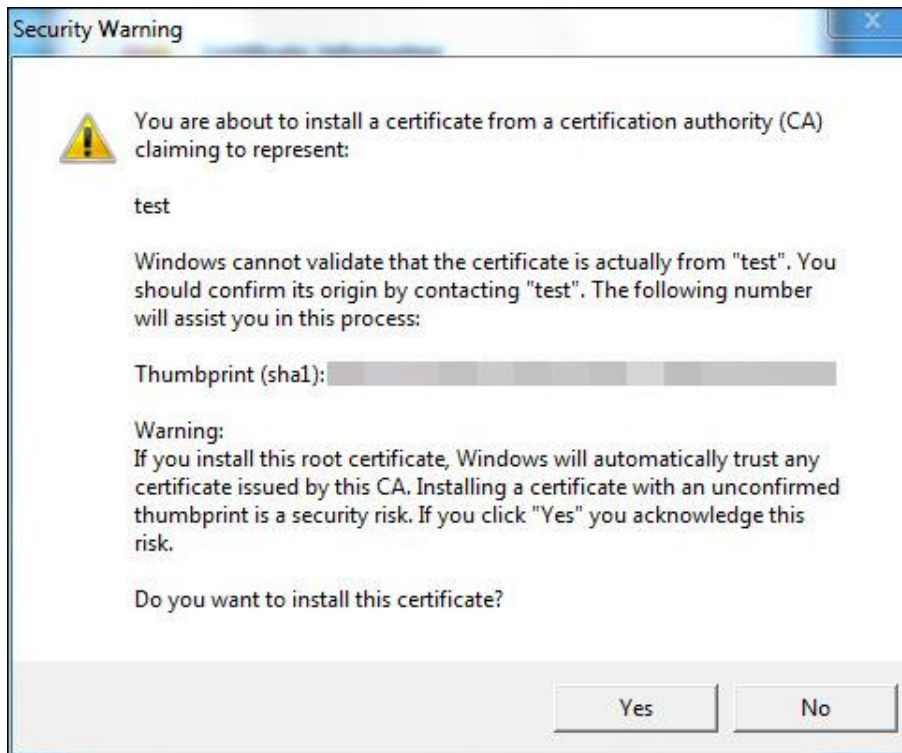 Security Warning
You are about to install a certificate from a certification authority (CA)
claiming to represent:
test
Windows cannot validate that the certificate is actually from "test". You
should confirm its origin by contacting "test". The following number
will assist you in this process:
Thumbprint (sha1):
Warning:
If you install this root certificate, Windows will automatically trust any
certificate issued by this CA. Installing a certificate with an unconfirmed
thumbprint is a security risk. If you click "Yes" you acknowledge this
risk.
Do you want to install this certificate?
Yes No